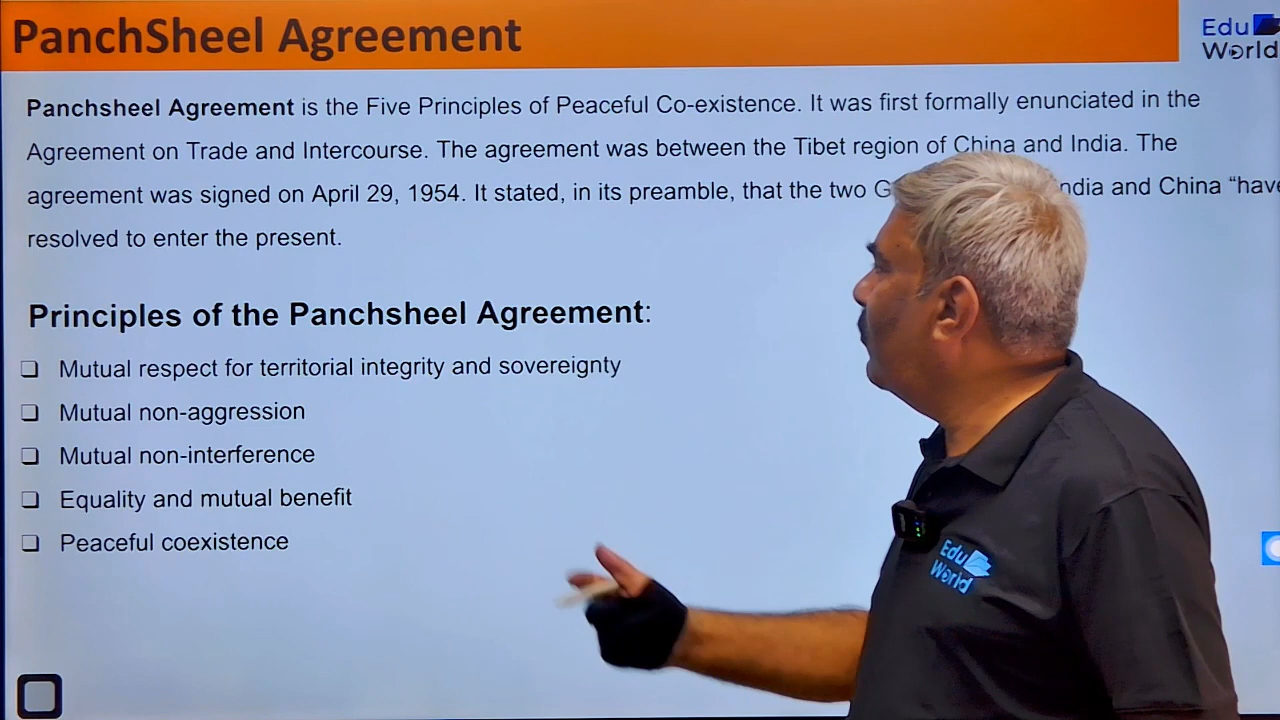 PanchSheel Agreement
Edu
World
Panchsheel Agreement is the Five Principles of Peaceful Co-existence. It was first formally enunciated in the
Agreement on Trade and Intercourse. The agreement was between the Tibet region of China and India. The
agreement was signed on April 29, 1954. It stated, in its preamble, that the two and China “have
resolved to enter the present.
Principles of the Panchsheel Agreement:
Mutual respect for territorial integrity and sovereignty
Mutual non-aggression
Mutual non-interference
Equality and mutual benefit
Peaceful coexistence
Edu
World